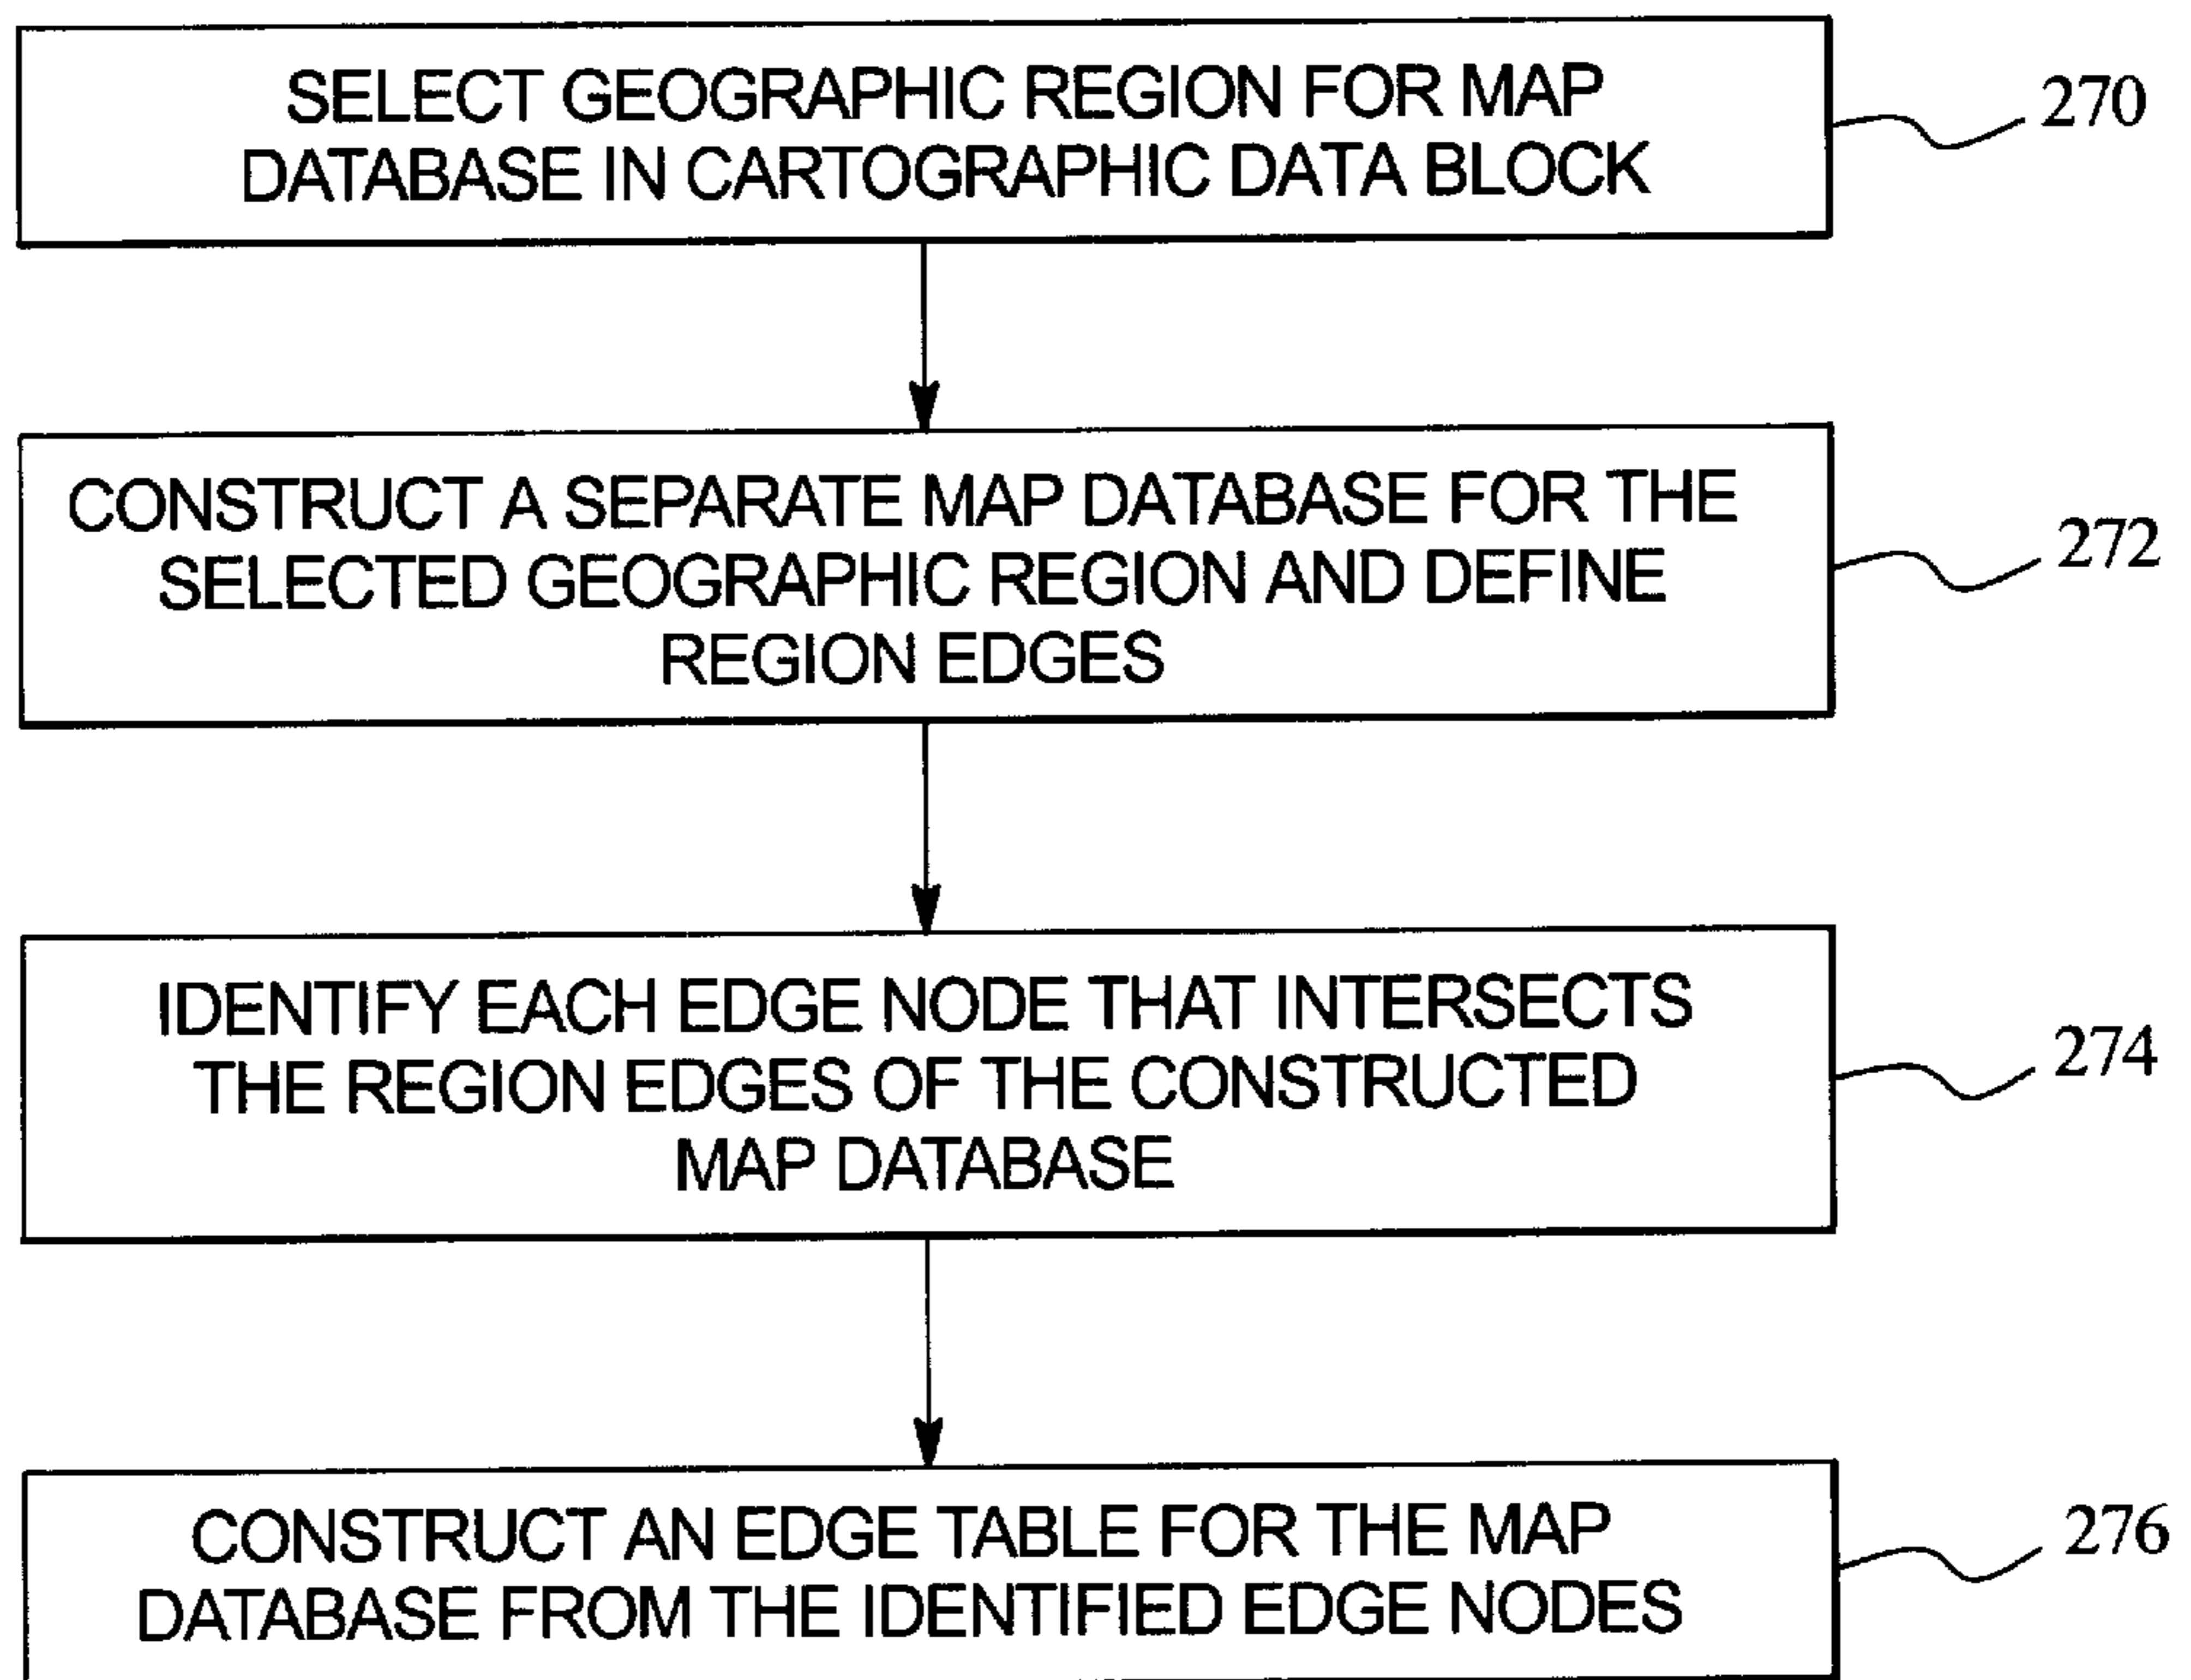 SELECT GEOGRAPHIC REGION FOR MAP
DATABASE IN CARTOGRAPHIC DATA BLOCK
270
CONSTRUCT A SEPARATE MAP DATABASE FOR THE
SELECTED GEOGRAPHIC REGION AND DEFINE
REGION EDGES
272
IDENTIFY EACH EDGE NODE THAT INTERSECTS
THE REGION EDGES OF THE CONSTRUCTED
MAP DATABASE
274
CONSTRUCT AN EDGE TABLE FOR THE MAP
DATABASE FROM THE IDENTIFIED EDGE NODES
276